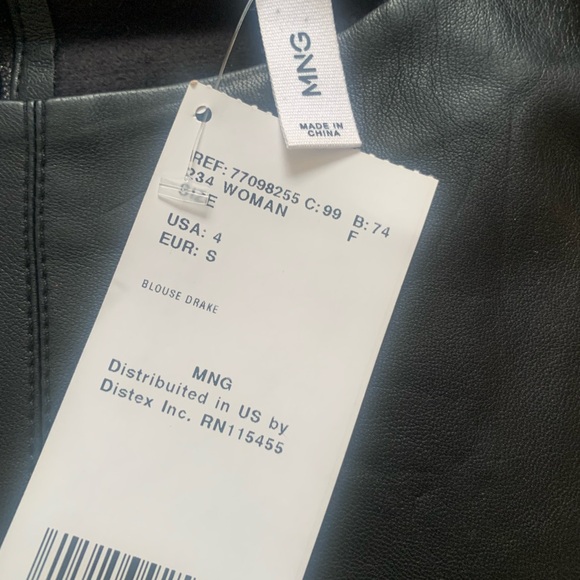 MNG
MADE IN
CHINA
REF: 77098255 C: 99 B: 74
234 WOMAN F
SIZE
USA: 4
EUR: S
BLOUSE DRAKE
MNG
Distribuited in US by
Distex Inc. RN115455